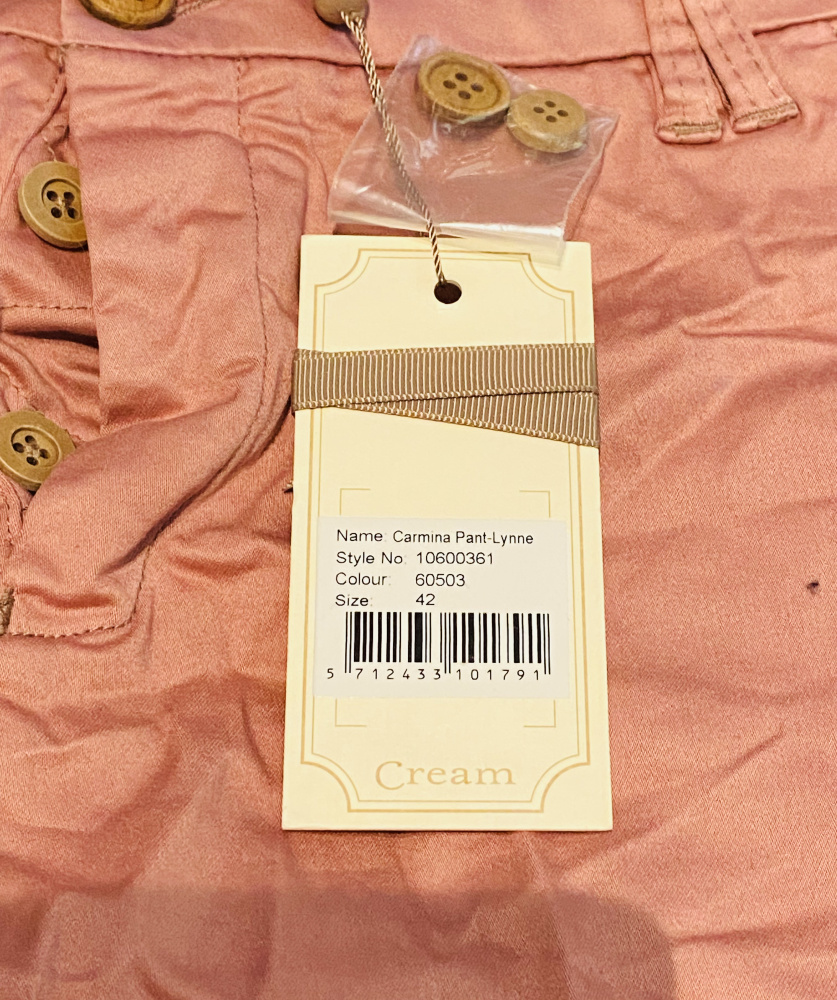 Name: Carmina Pant-Lynne
Style No: 10600361
Colour: 60503
Size: 42
5 712433 101791
Cream